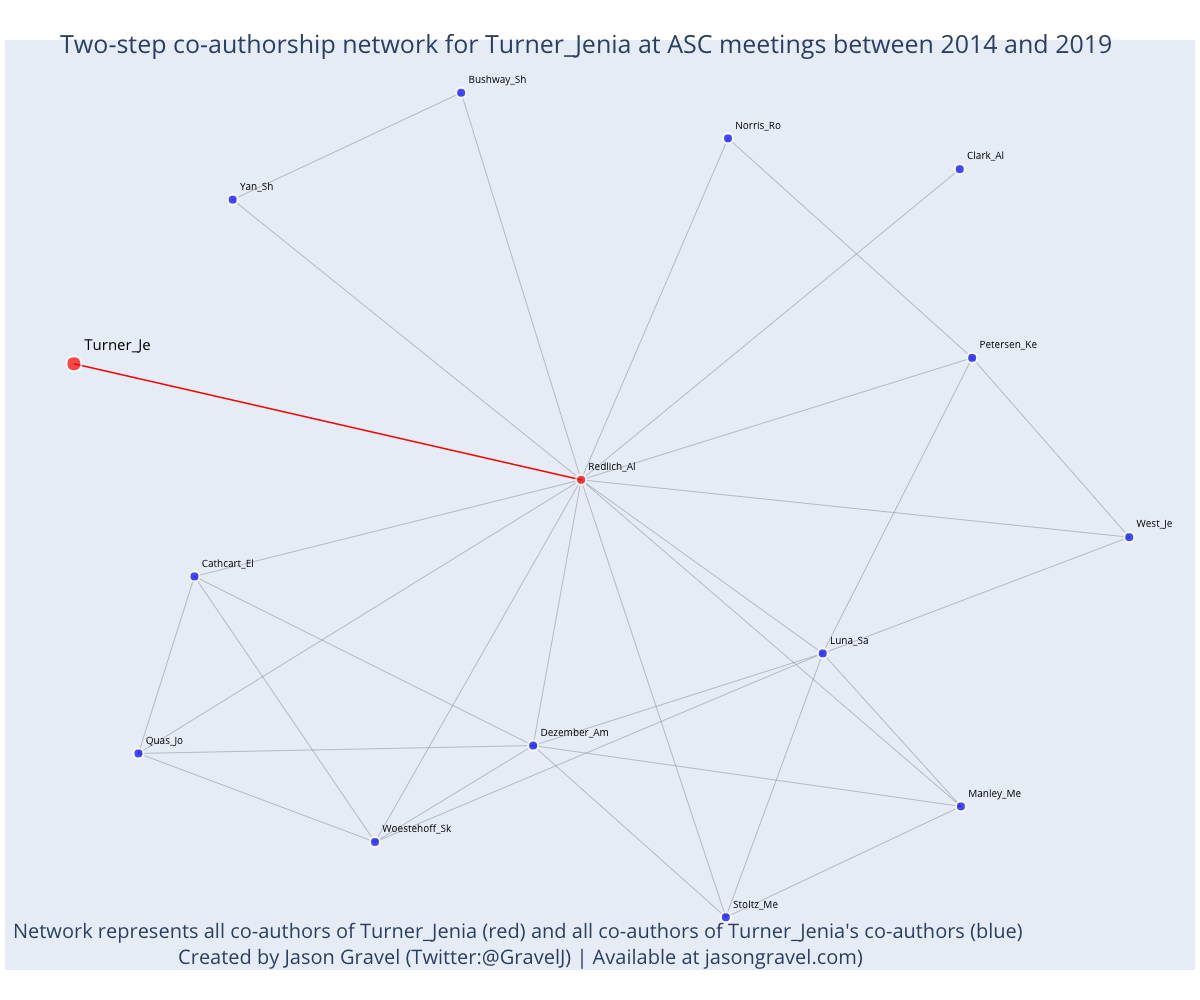 Two-step co-authorship network for Turner_Jenia at ASC meetings between 2014 and 2019
Bushway_Sh
Norris_Ro
Clark_Al
Yan_Sh
Turner_Je
Petersen_Ke
Redlich_Al
West_Je
Cathcart_El
Luna_Sa
Dezember_Am
Quas_Jo
Manley_Me
Woestehoff_Sk
Stoltz_Me
Network represents all co-authors of Turner_Jenia (red) and all co-authors of Turner_Jenia's co-authors (blue)
Created by Jason Gravel (Twitter:@GravelJ) | Available at jasongravel.com)